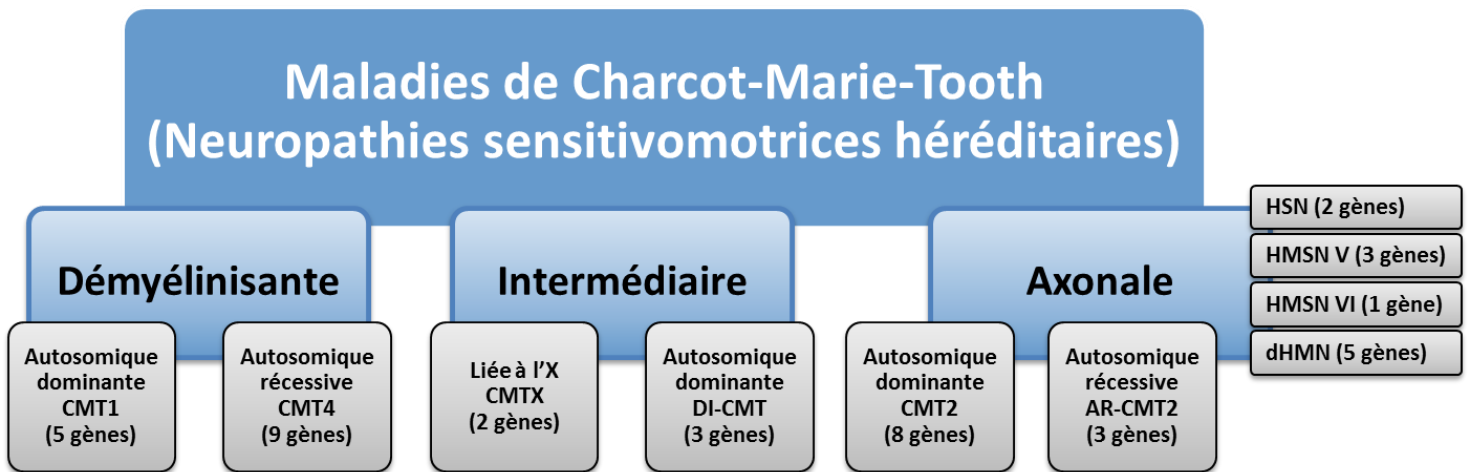 Maladies de Charcot-Marie-Tooth
(Neuropathies sensitivomotrices héréditaires)
Démyélinisante
Autosomique
dominante
CMT1
(5 gènes)
Autosomique
récessive
CMT4
(9 gènes)
Intermédiaire
Liée à l'X
CMTX
(2 gènes)
Autosomique
dominante
DI-CMT
(3 gènes)
Axonale
Autosomique
dominante
CMT2
(8 gènes)
Autosomique
récessive
AR-CMT2
(3 gènes)
HSN (2 gènes)
HMSN V (3 gènes)
HMSN VI (1 gène)
dHMN (5 gènes)